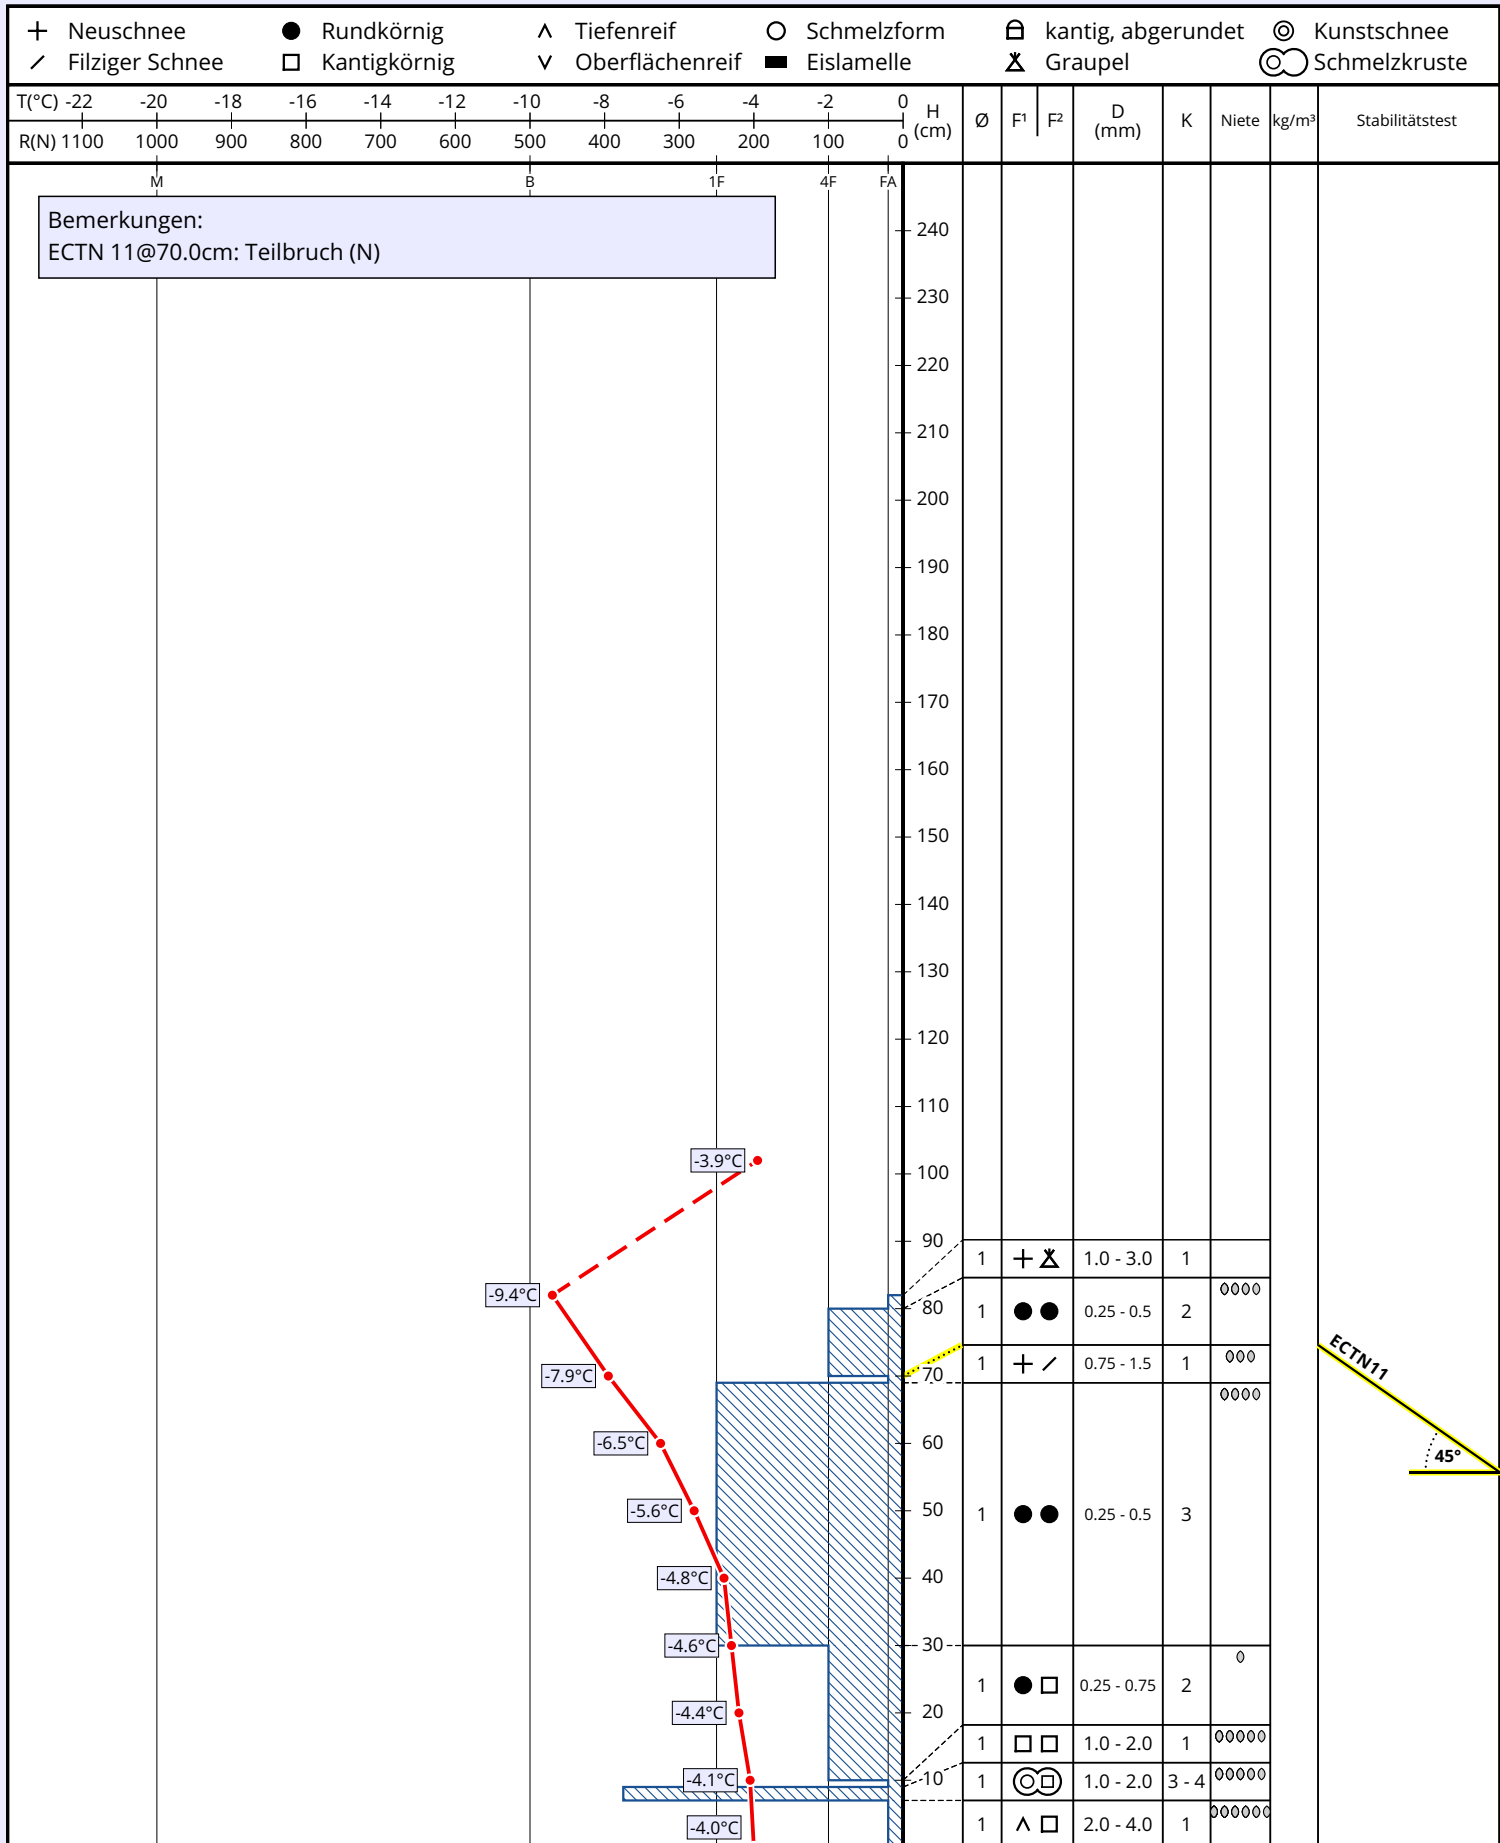 Neuschnee Rundkörnig Tiefenreif Schmelzform kantig, abgerundet Kunstschnee
Filziger Schnee Kantigkörnig Oberflächenreif Eislamelle Graupel Schmelzkruste
T(°C) -22 -20 -18 -16 -14 -12 -10 -8 -6 -4 -2 0
R(N) 1100 1000 900 800 700 600 500 400 300 200 100 0
H (cm) Ø F¹ F² D (mm) K Niete kg/m³ Stabilitätstest
M B 1F 4F FA
Bemerkungen:
ECTN 11@70.0cm: Teilbruch (N)
240
230
220
210
200
190
180
170
160
150
140
130
120
110
-3.9°C
100
90
1 1.0 - 3.0 1
-9.4°C
80
1 0.25 - 0.5 2
ECTN11
1 0.75 - 1.5 1
-7.9°C
70
-6.5°C
60
45°
-5.6°C
50
1 0.25 - 0.5 3
-4.8°C
40
-4.6°C
30
1 0.25 - 0.75 2
-4.4°C
20
1 1.0 - 2.0 1
-4.1°C
10
1 1.0 - 2.0 3 - 4
-4.0°C
1 2.0 - 4.0 1